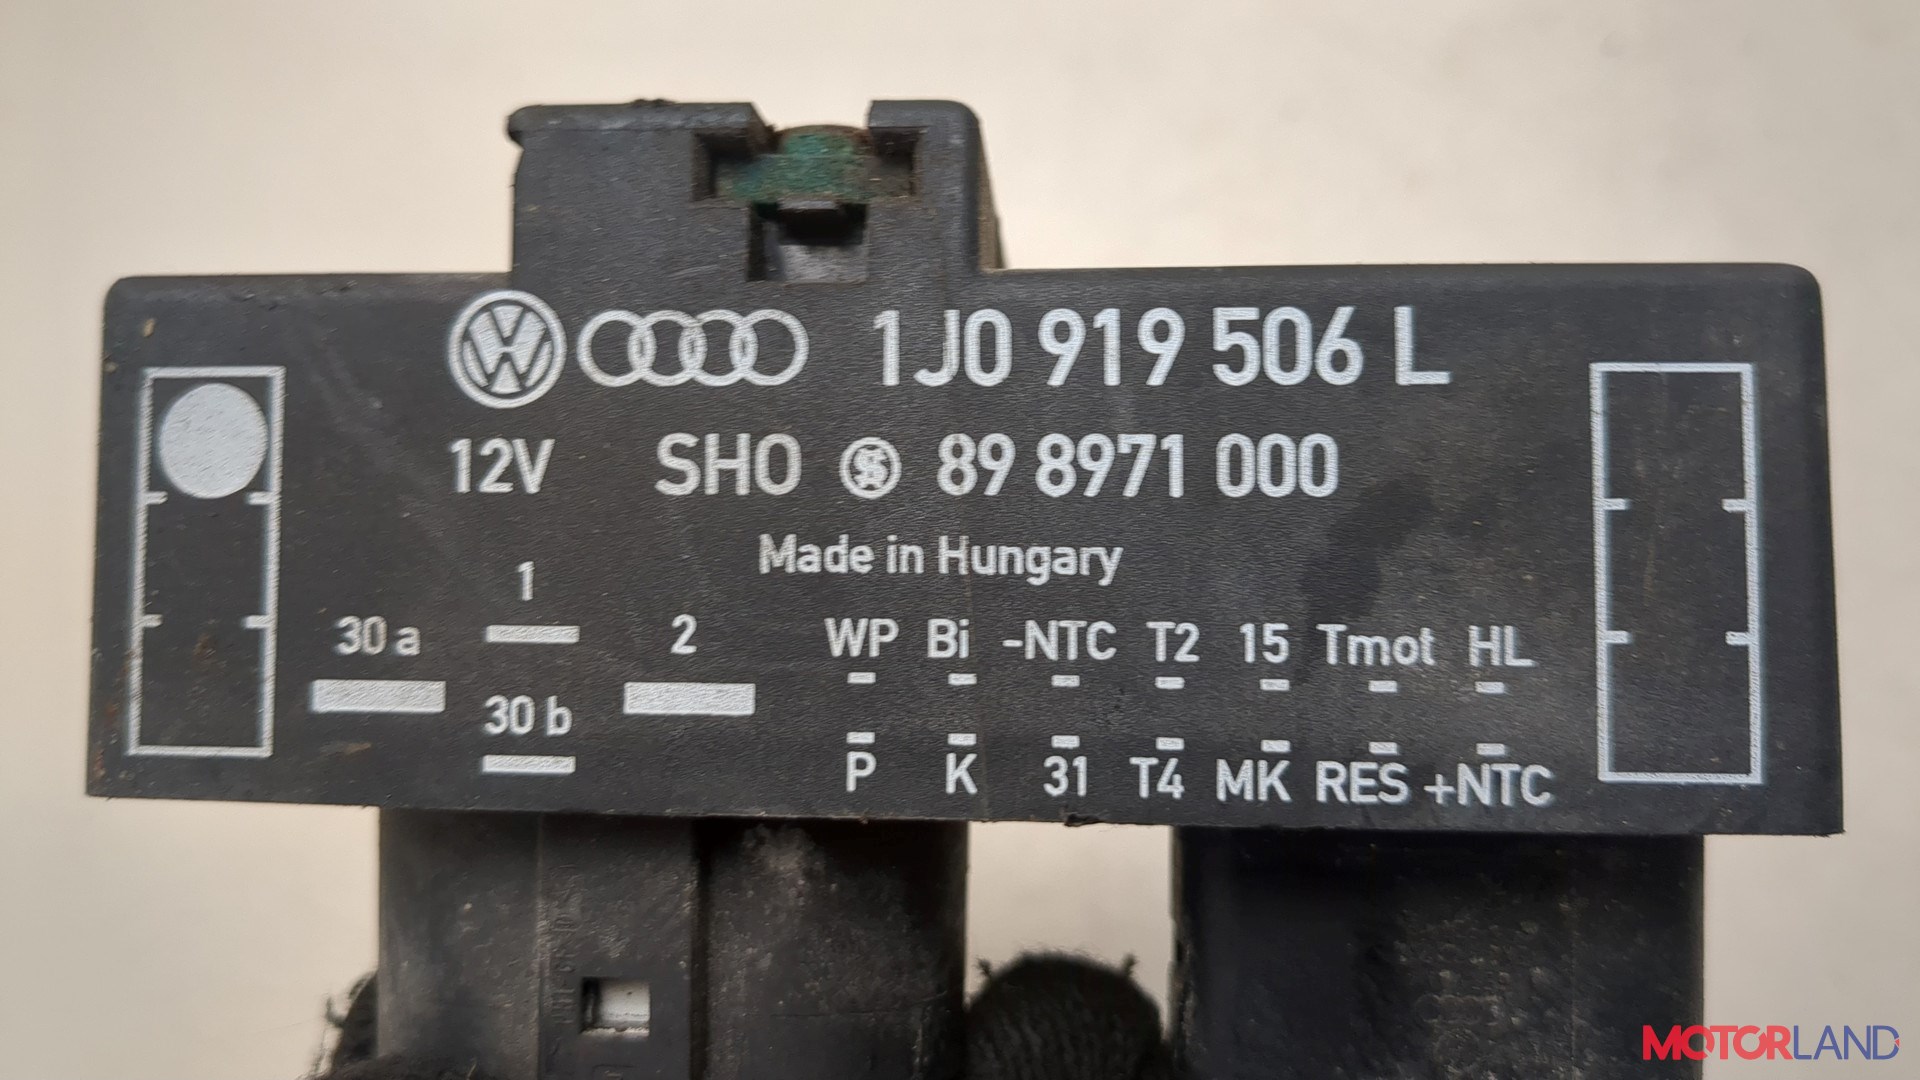 1J0 919 506 L
12V SHO 89 8971 000
Made in Hungary
1
30 a 2 WP Bi -NTC T2 15 Tmot HL
30 b
P K 31 T4 MK RES +NTC
MOTORLAND